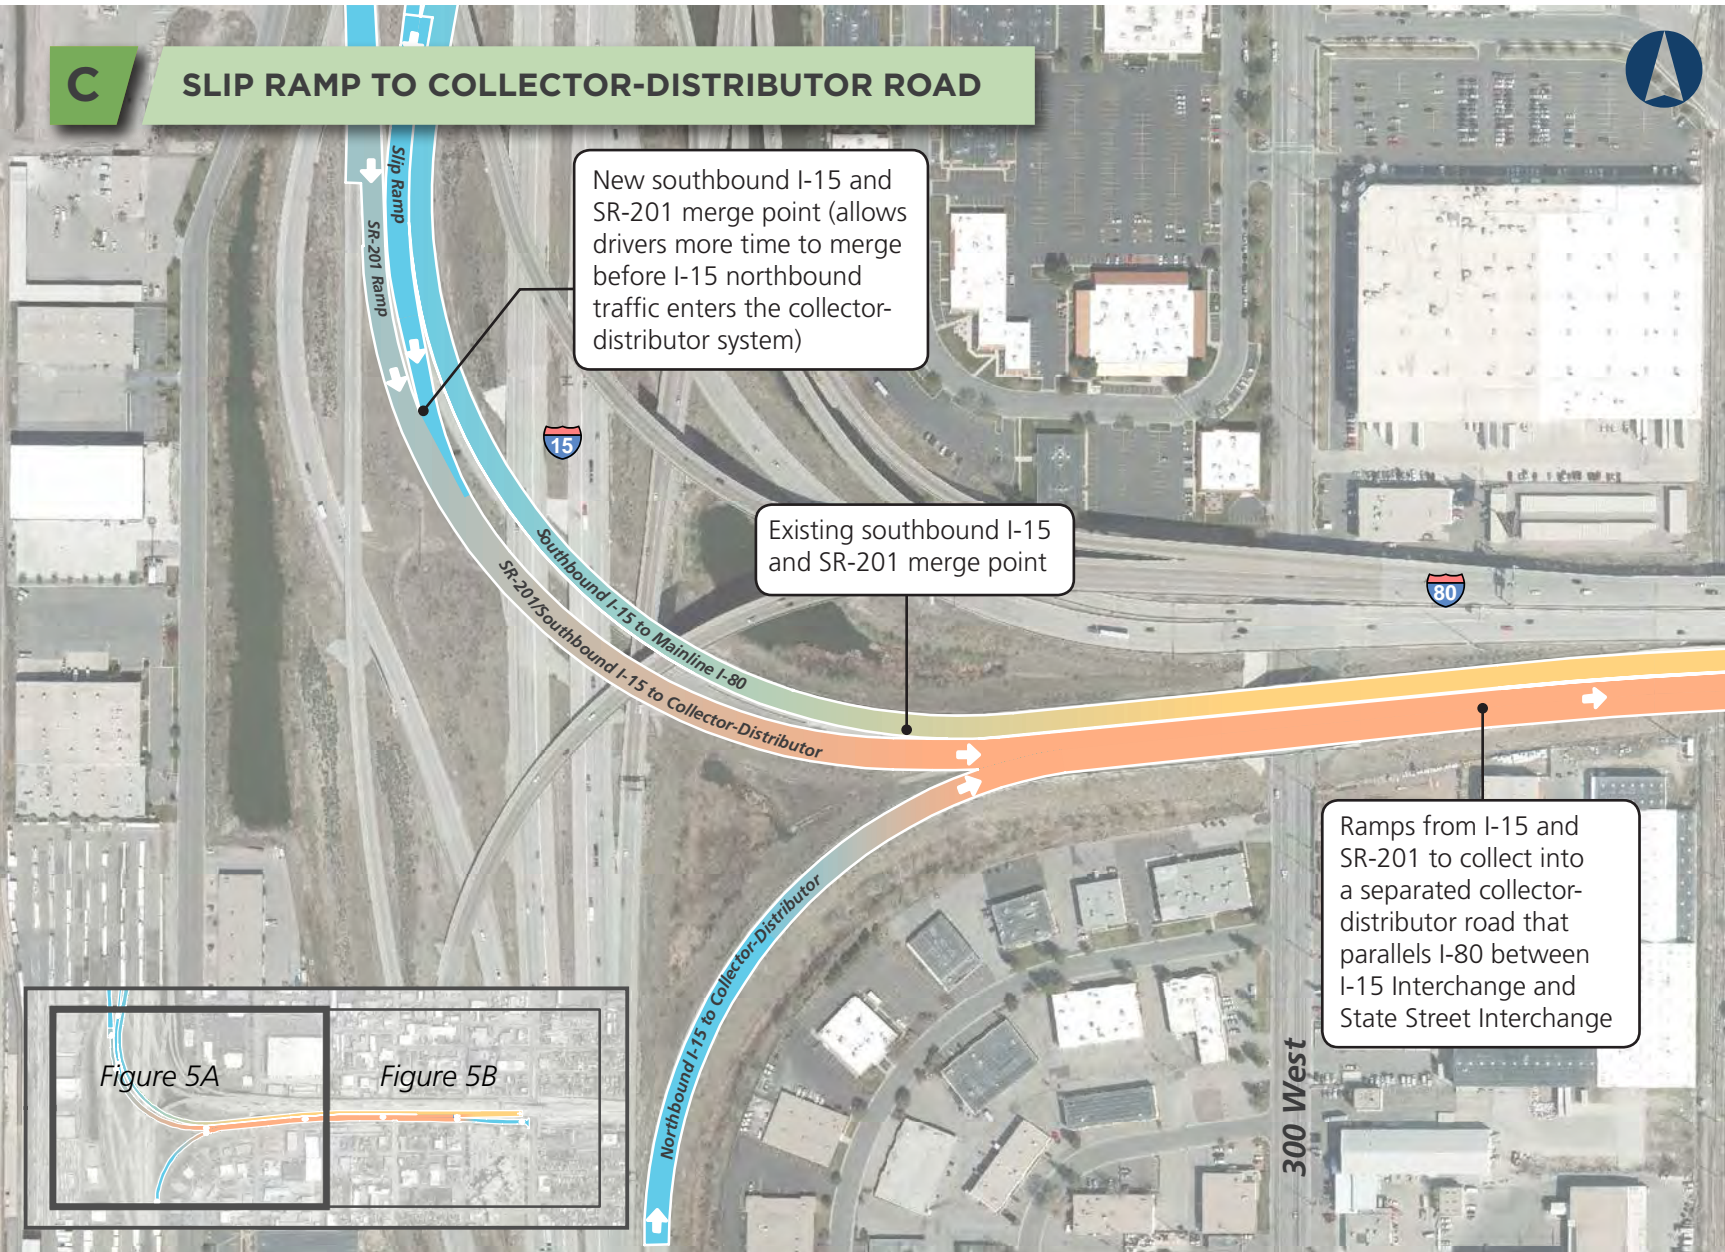 C
SLIP RAMP TO COLLECTOR-DISTRIBUTOR ROAD
Slip Ramp
SR-201 Ramp
New southbound I-15 and
SR-201 merge point (allows
drivers more time to merge
before I-15 northbound
traffic enters the collector-
distributor system)
15
Existing southbound I-15
and SR-201 merge point
80
Southbound I-15 to Mainline I-80
SR-201/Southbound I-15 to Collector-Distributor
Northbound I-15 to Collector-Distributor
Ramps from I-15 and
SR-201 to collect into
a separated collector-
distributor road that
parallels I-80 between
I-15 Interchange and
State Street Interchange
300 West
Figure 5A
Figure 5B